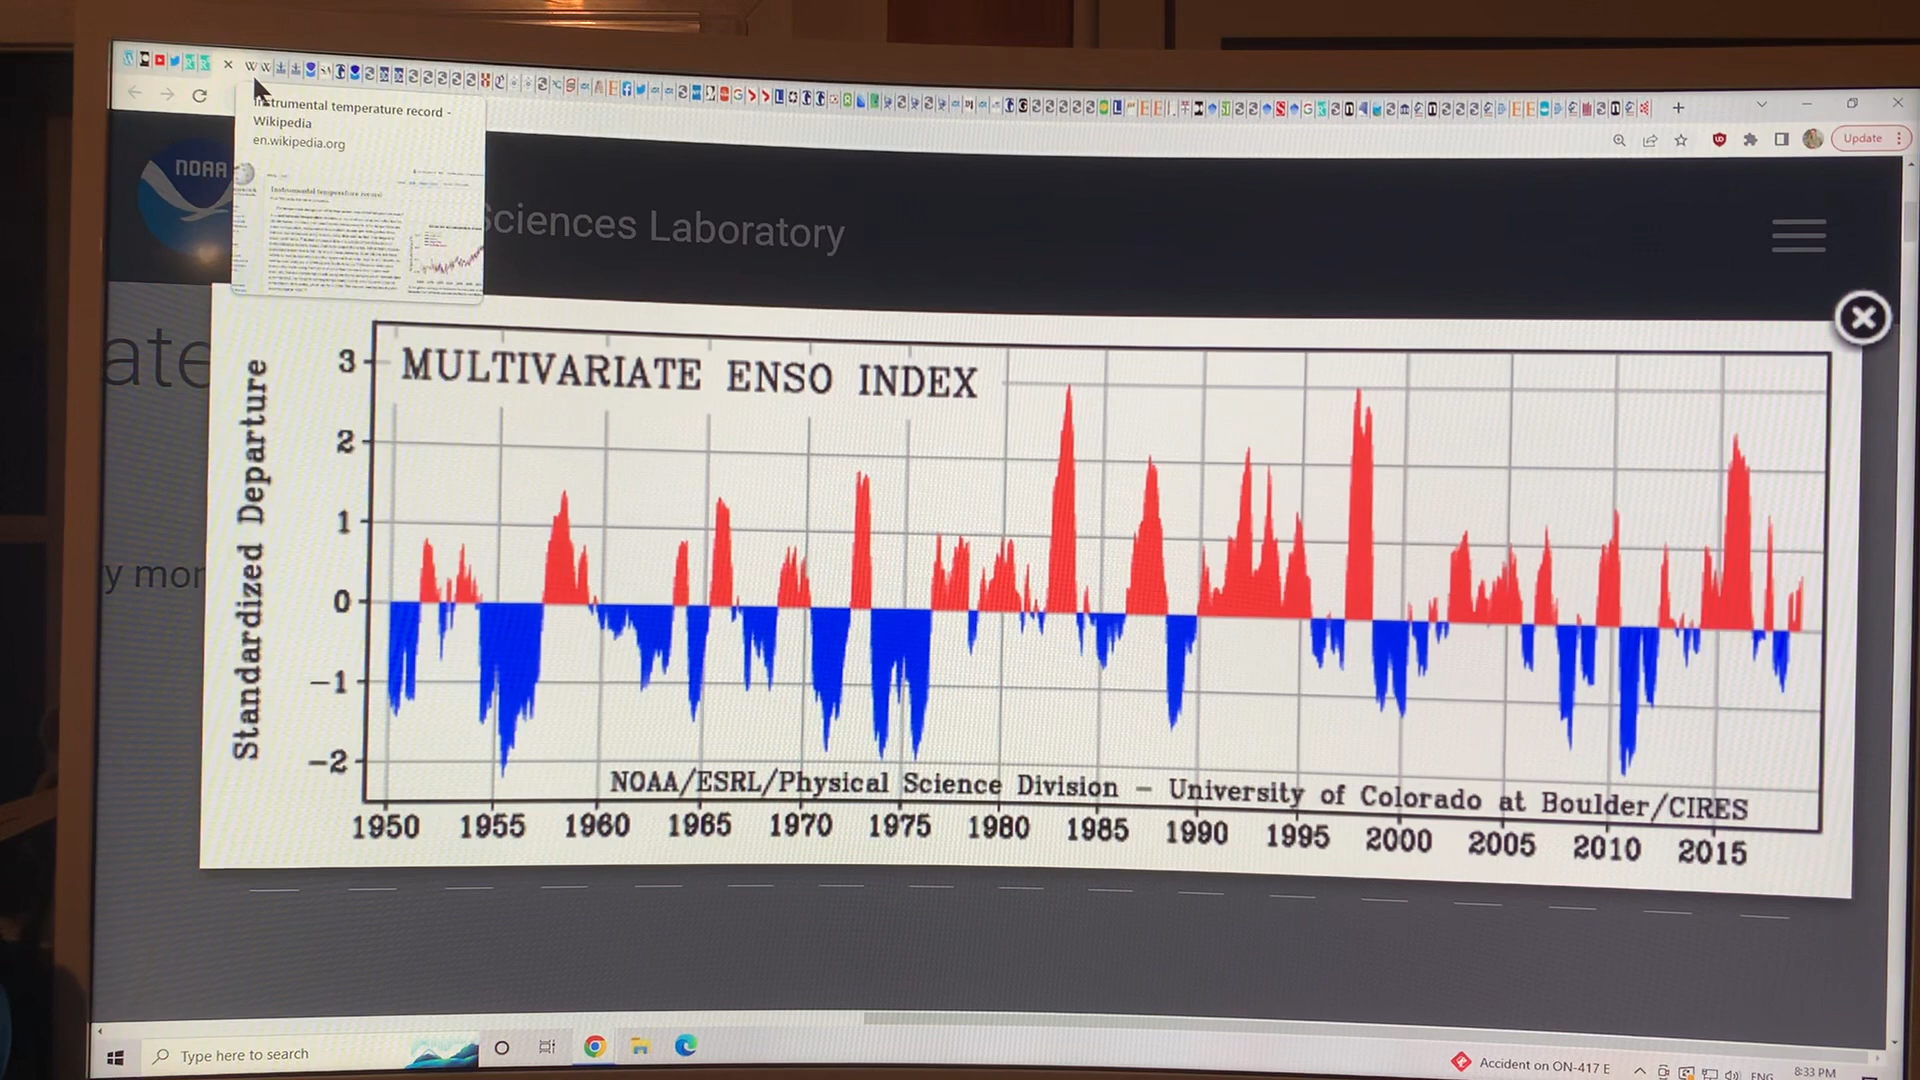 Instrumental temperature record -
Wikipedia
en.wikipedia.org
Update
NOAA
Sciences Laboratory
Instrumental temperature record
ate
y mor
MULTIVARIATE ENSO INDEX
Standardized Departure
3
2
1
0
-1
-2
NOAA/ESRL/Physical Science Division - University of Colorado at Boulder/CIRES
1950 1955 1960 1965 1970 1975 1980 1985 1990 1995 2000 2005 2010 2015
Type here to search
Accident on ON-417 E
ENG
8:33 PM